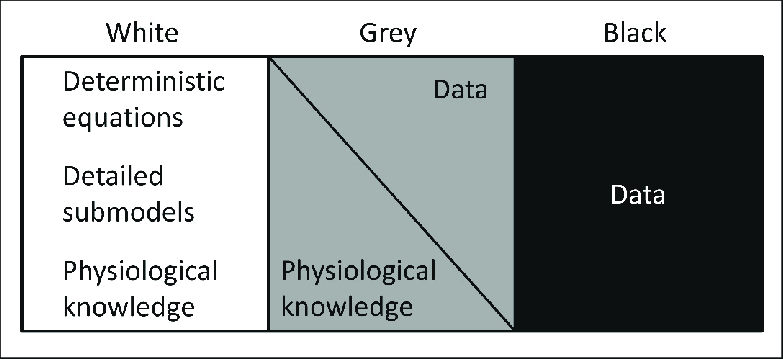 White
Grey
Black
Deterministic
equations
Detailed
submodels
Physiological
knowledge
Data
Physiological
knowledge
Data